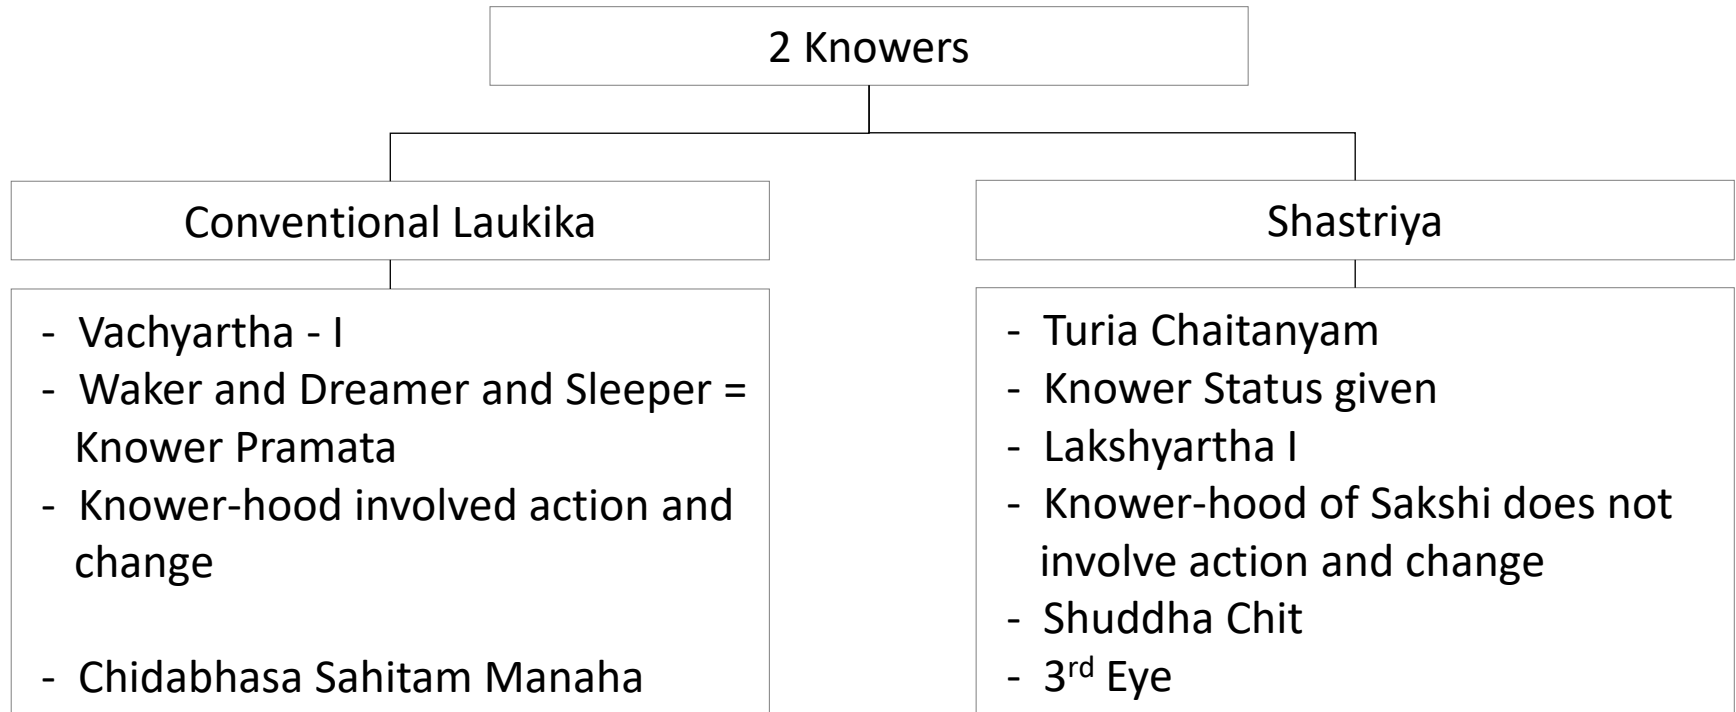 2 Knowers
Conventional Laukika
- Vachyartha - I
- Waker and Dreamer and Sleeper =
Knower Pramata
- Knower-hood involved action and
change
- Chidabhasa Sahitam Manaha
Shastriya
- Turia Chaitanyam
- Knower Status given
- Lakshyartha I
- Knower-hood of Sakshi does not
involve action and change
- Shuddha Chit
- 3rd Eye